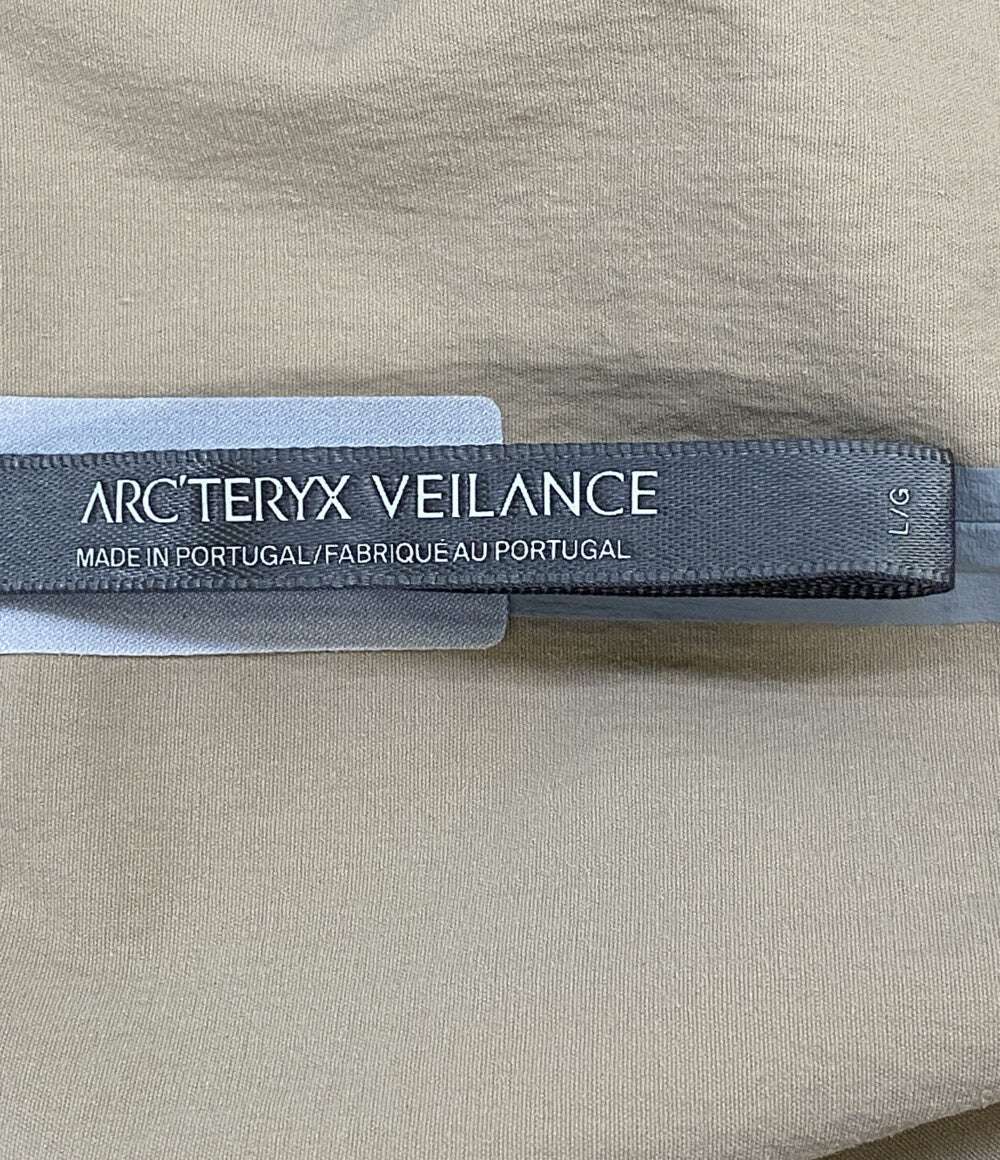 ARC'TERYX VEILANCE
MADE IN PORTUGAL/FABRIQUÉ AU PORTUGAL
L/G